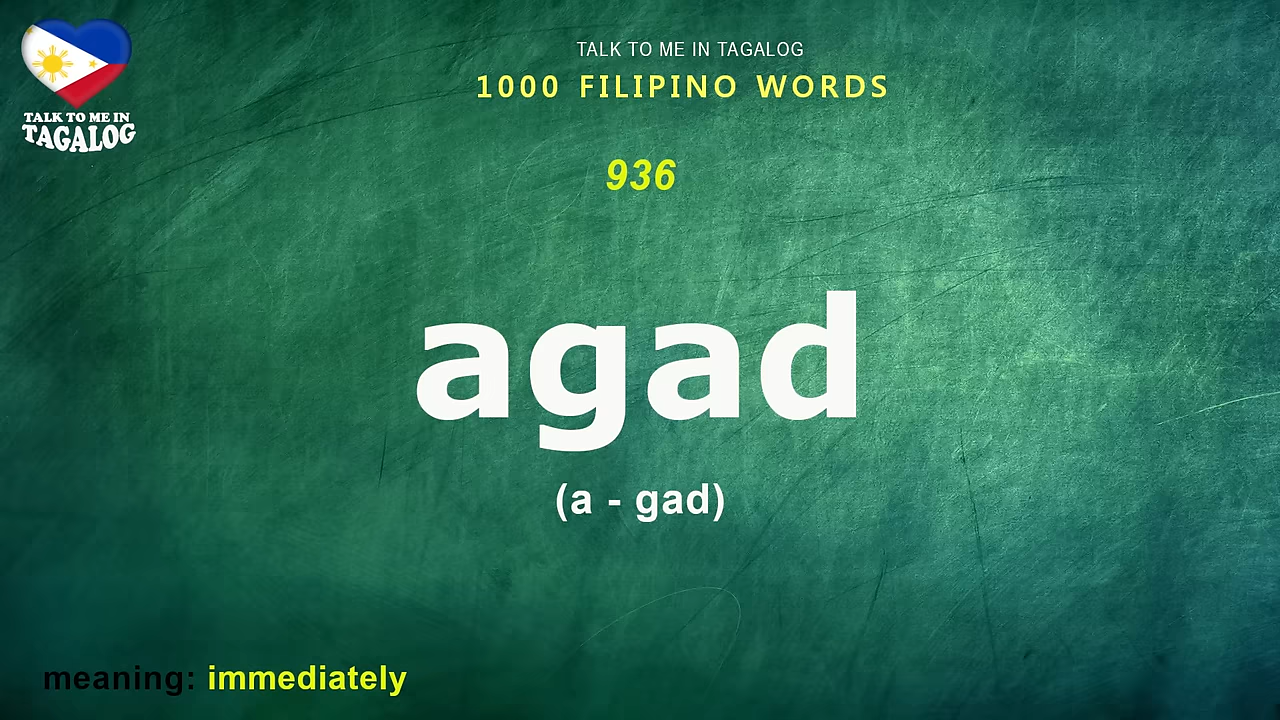 TALK TO ME IN
TAGALOG
TALK TO ME IN TAGALOG
1000 FILIPINO WORDS
936
agad
(a - gad)
meaning: immediately